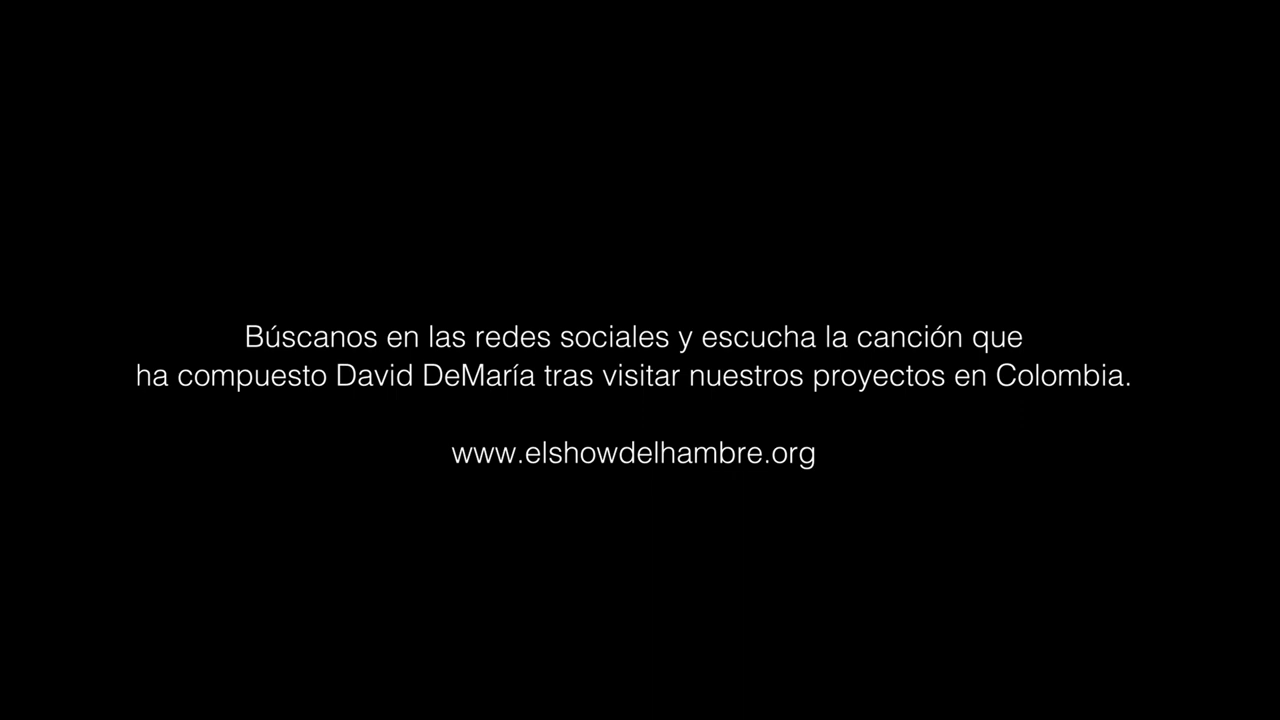 Búscanos en las redes sociales y escucha la canción que
ha compuesto David DeMaría tras visitar nuestros proyectos en Colombia.
www.elshowdelhambre.org